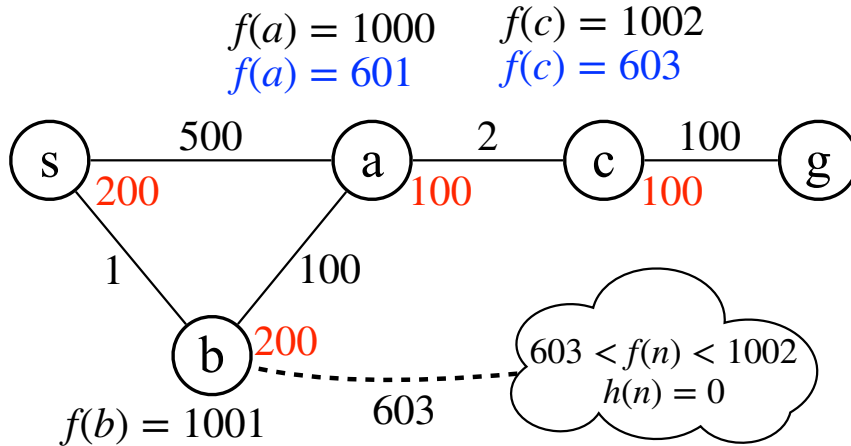 f(a) = 1000
f(c) = 1002
f(a) = 601
f(c) = 603
500
2
100
s
a
c
g
200
100
100
1
100
b
200
603 < f(n) < 1002
h(n) = 0
603
f(b) = 1001